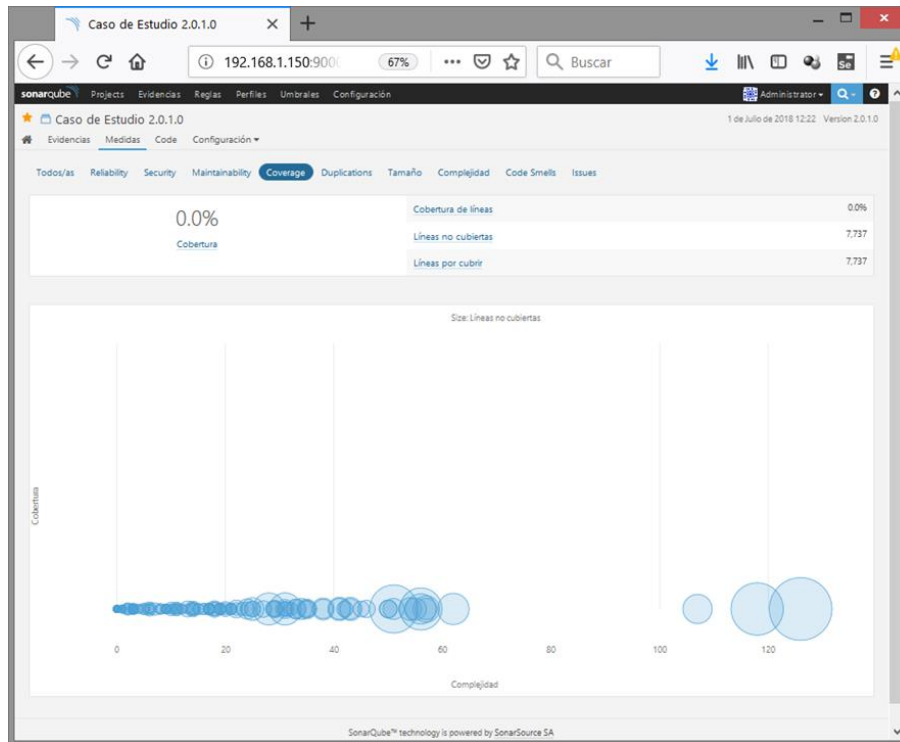 Caso de Estudio 2.0.1.0
192.168.1.150:900
67%
Buscar
sonarqube Projects Evidencias Reglas Perfiles Umbrales Configuración Administrator
Caso de Estudio 2.0.1.0
1 de Julio de 2018 12:22 Version 2.0.1.0
Evidencias Medidas Code Configuración
Todos/as Reliability Security Maintainability Coverage Duplications Tamaño Complejidad Code Smells Issues
0.0%
Cobertura
Cobertura de líneas 0.0%
Líneas no cubiertas 7,737
Líneas por cubrir 7,737
Size: Líneas no cubiertas
Cobertura
0 20 40 60 80 100 120
Complejidad
SonarQube™ technology is powered by SonarSource SA